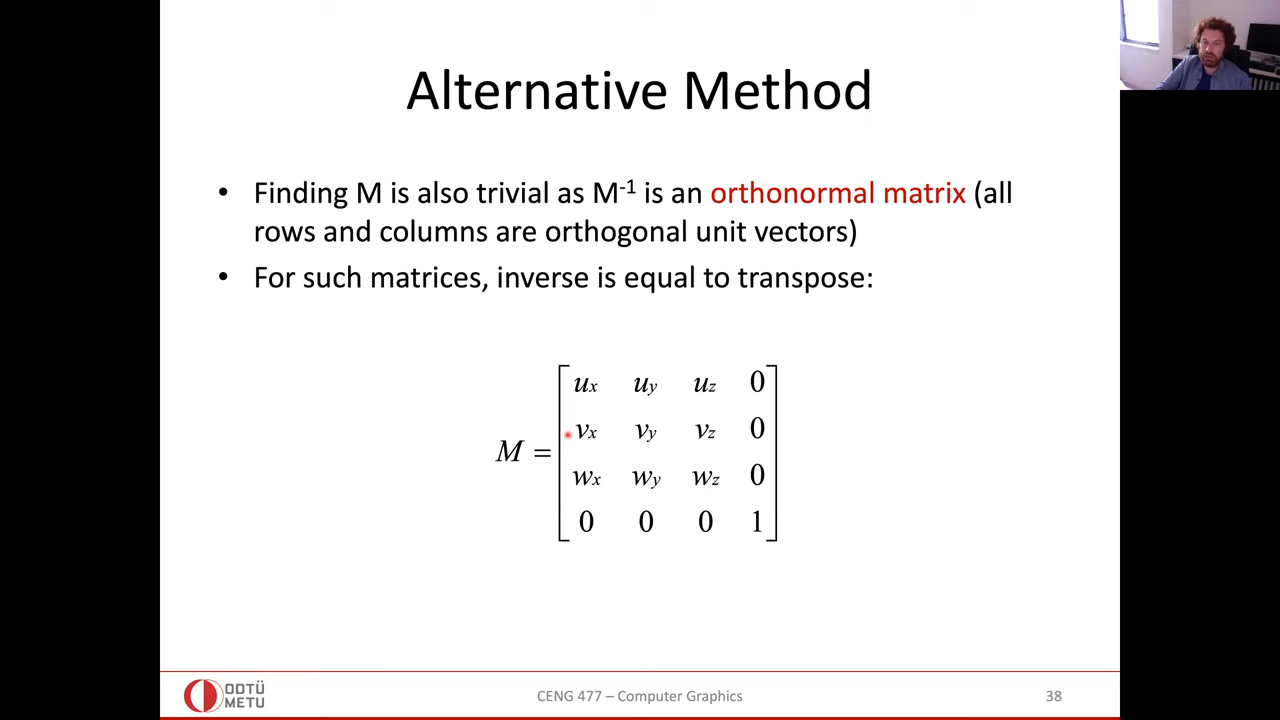 Alternative Method
• Finding M is also trivial as M-1 is an orthonormal matrix (all
rows and columns are orthogonal unit vectors)
• For such matrices, inverse is equal to transpose:
ux uy uz 0
vx vy vz 0
M =
wx wy wz 0
0 0 0 1
ODTÜ
METU
CENG 477 – Computer Graphics
38